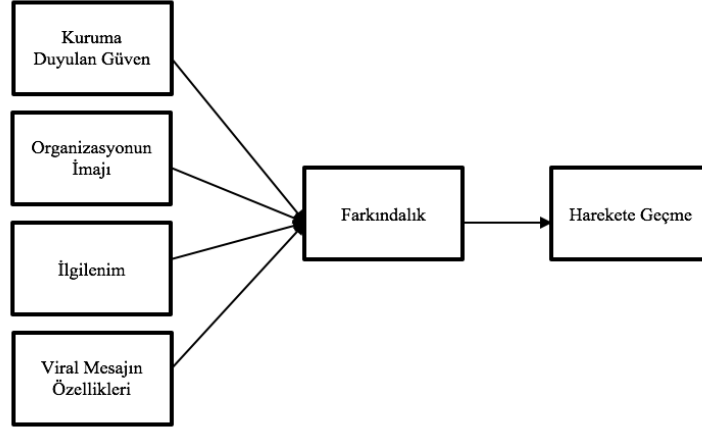 Kuruma
Duyulan Güven
Organizasyonun
İmajı
İlgilenim
Viral Mesajın
Özellikleri
Farkındalık
Harekete Geçme